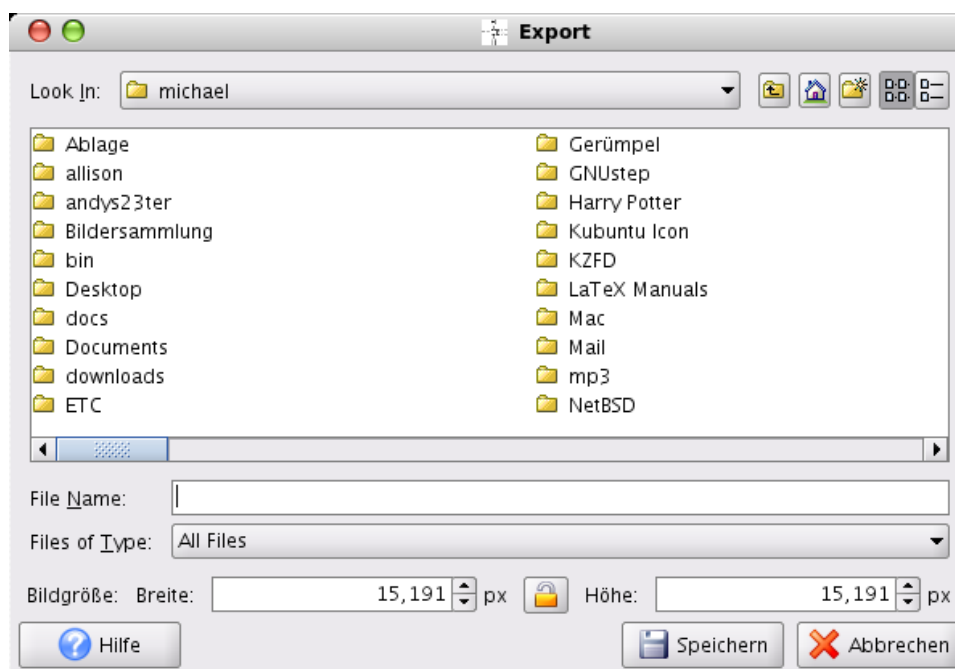 Export
Look In: michael
Ablage
allison
andys23ter
Bildersammlung
bin
Desktop
docs
Documents
downloads
ETC
Gerümpel
GNUstep
Harry Potter
Kubuntu Icon
KZFD
LaTeX Manuals
Mac
Mail
mp3
NetBSD
File Name:
Files of Type: All Files
Bildgröße: Breite: 15,191 px Höhe: 15,191 px
Hilfe Speichern Abbrechen